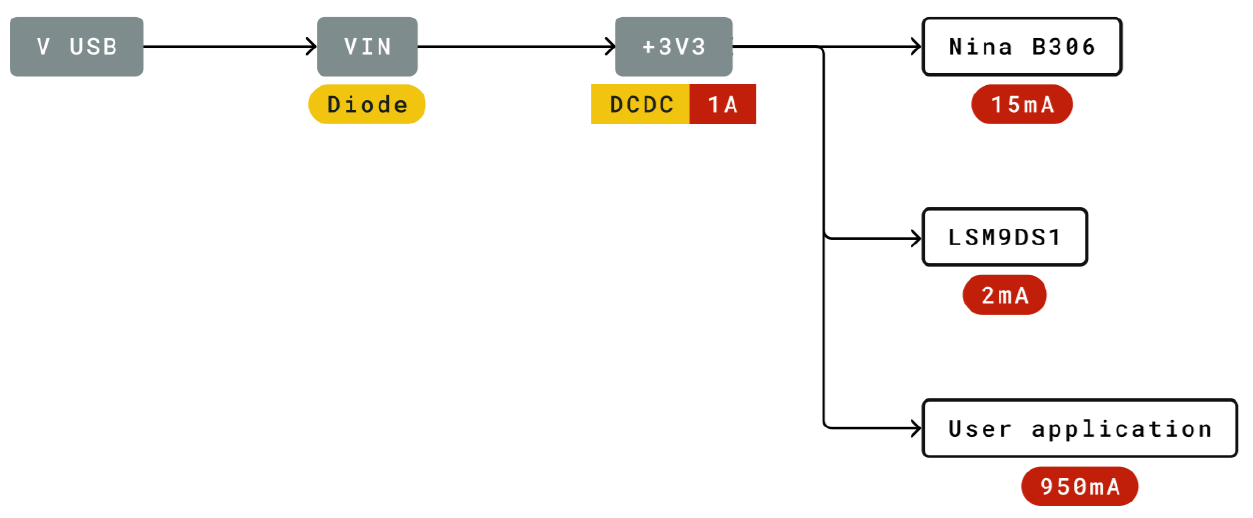 V USB
VIN
+3V3
Nina B306
Diode
DCDC
1A
15mA
LSM9DS1
2mA
User application
950mA